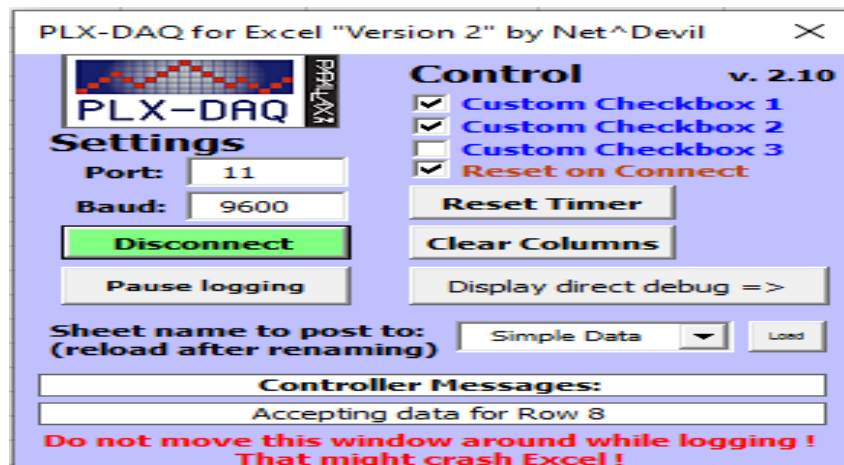 PLX-DAQ for Excel "Version 2" by Net^Devil
PLX-DAQ
PARALLAX
Control v. 2.10
Custom Checkbox 1
Custom Checkbox 2
Custom Checkbox 3
Reset on Connect
Settings
Port: 11
Baud: 9600
Reset Timer
Disconnect
Clear Columns
Pause logging
Display direct debug =>
Sheet name to post to:
(reload after renaming)
Simple Data
Load
Controller Messages:
Accepting data for Row 8
Do not move this window around while logging !
That might crash Excel !